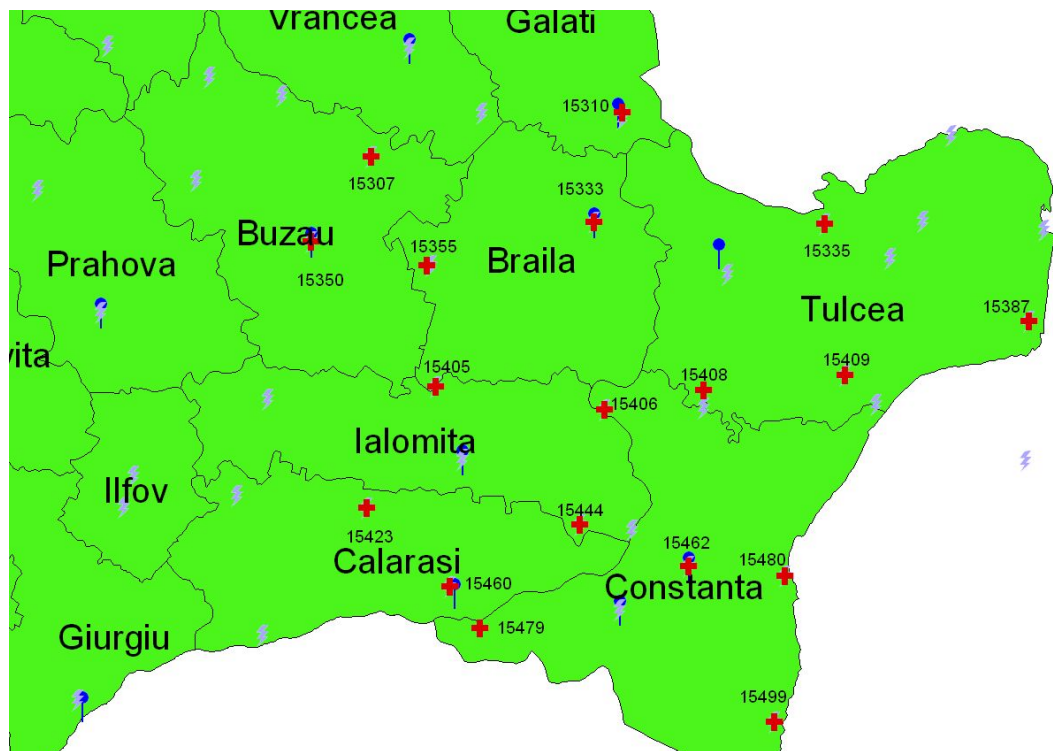 Vrancea
Galati
15310
15307
15333
Buzau
15355
15335
Prahova
Braila
15350
Tulcea
15387
vita
15405
15409
15408
15406
Ialomita
Ilfov
15444
15423
15462
Calarasi
15480
15460
Constanta
15479
Giurgiu
15499